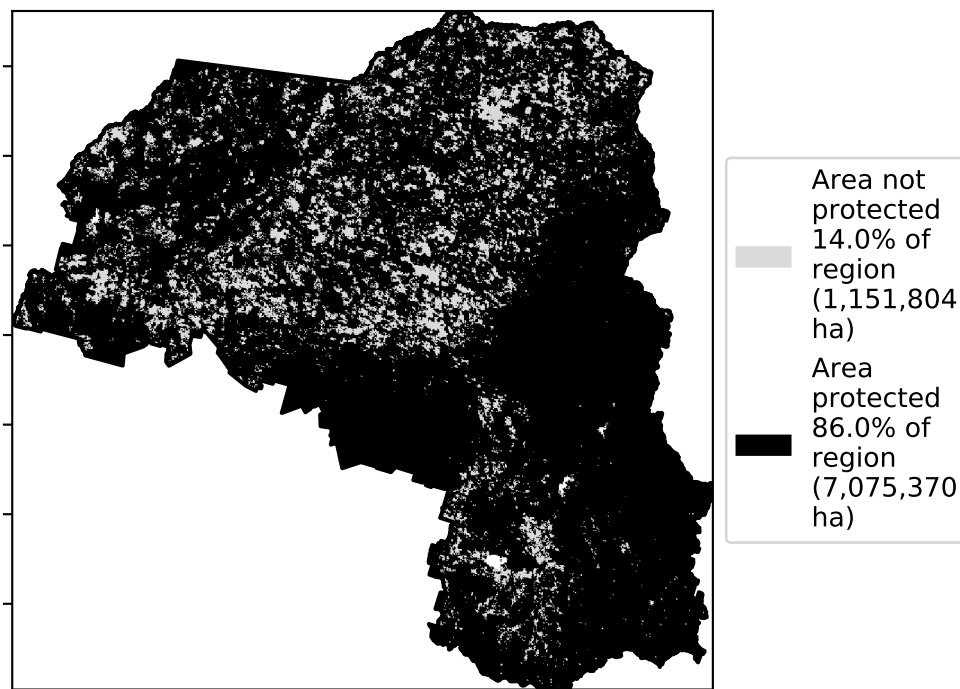 Area not
protected
14.0% of
region
(1,151,804
ha)
Area
protected
86.0% of
region
(7,075,370
ha)